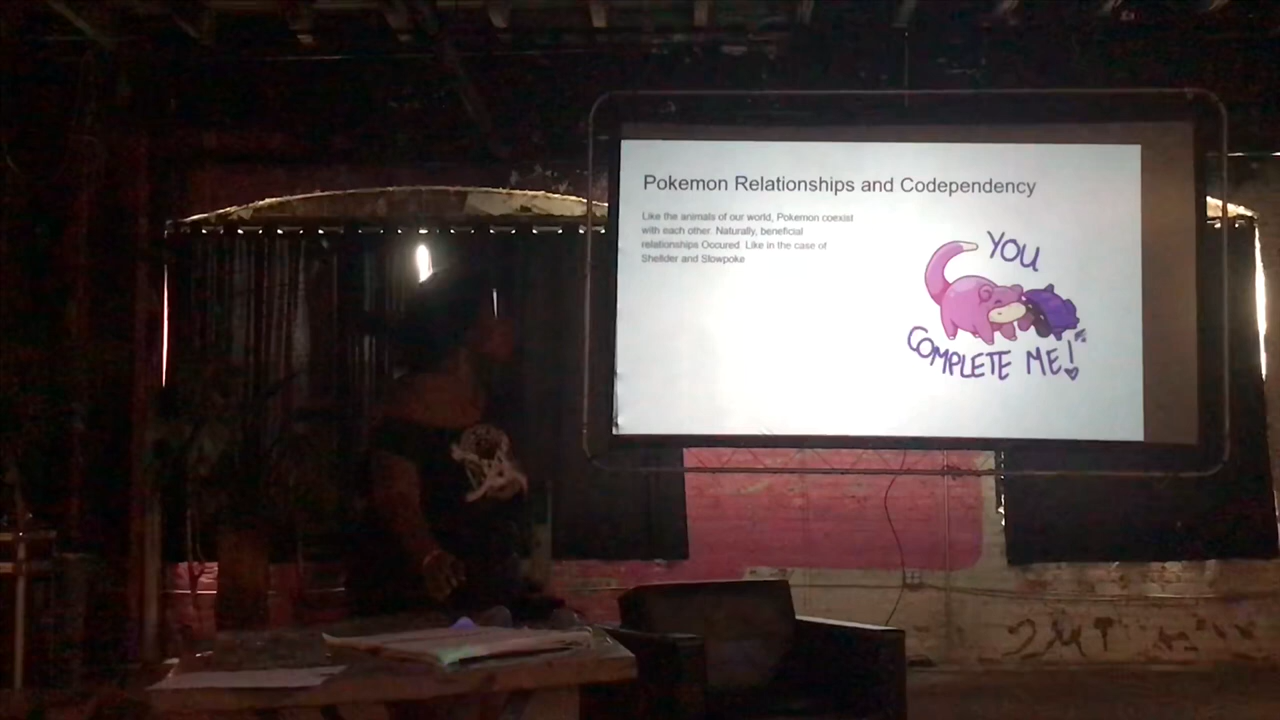 Pokemon Relationships and Codependency
Like the animals of our world, Pokemon coexist
with each other. Naturally, beneficial
relationships Occured. Like in the case of
Shellder and Slowpoke
YOU
COMPLETE ME!